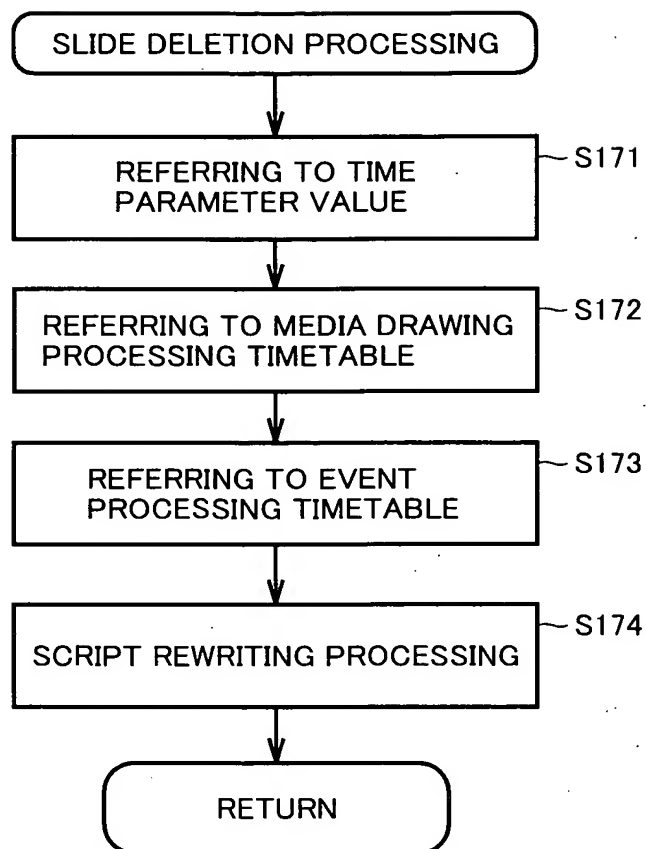 SLIDE DELETION PROCESSING
REFERRING TO TIME
PARAMETER VALUE
S171
REFERRING TO MEDIA DRAWING
PROCESSING TIMETABLE
S172
REFERRING TO EVENT
PROCESSING TIMETABLE
S173
SCRIPT REWRITING PROCESSING
S174
RETURN